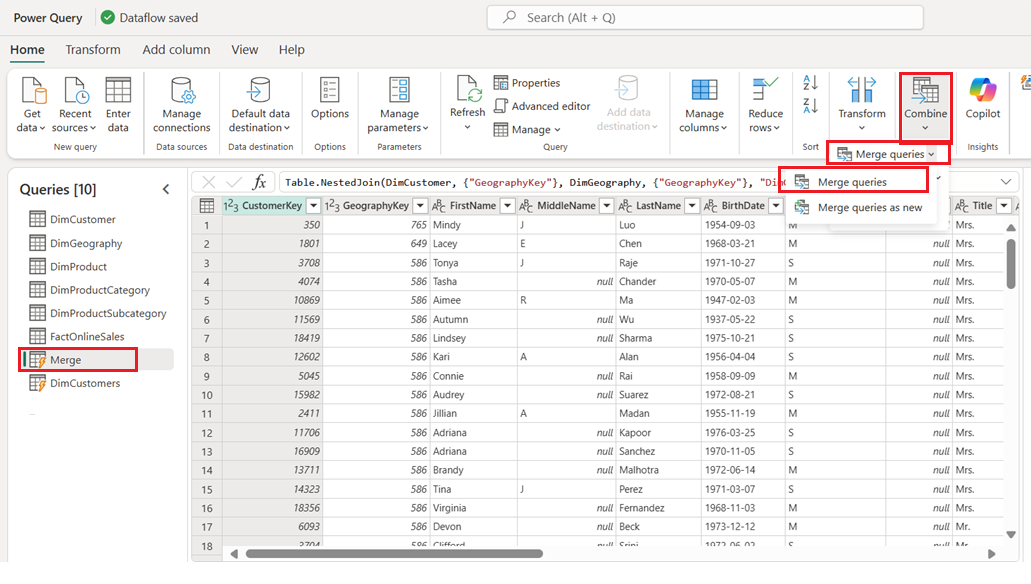 Power Query Dataflow saved Search (Alt + Q)
Home Transform Add column View Help
Get data Recent sources Enter data
New query
Manage connections
Data sources
Default data destination
Data destination
Options
Options
Manage parameters
Parameters
Refresh Properties Advanced editor Manage Add data destination
Query
Manage columns
Reduce rows
Sort
Transform
Combine
Copilot
Insights
Merge queries
Merge queries
Merge queries as new
Queries [10]
DimCustomer
DimGeography
DimProduct
DimProductCategory
DimProductSubcategory
FactOnlineSales
Merge
DimCustomers
fx Table.NestedJoin(DimCustomer, {"GeographyKey"}, DimGeography, {"GeographyKey"}, "Dim
CustomerKey GeographyKey FirstName MiddleName LastName BirthDate Title
1 350 765 Mindy J Luo 1954-09-03 M Mrs.
2 1801 649 Lacey E Chen 1968-03-21 M null Mrs.
3 3708 586 Tonya J Raje 1971-10-27 S null Mrs.
4 4074 586 Tasha null Chander 1970-05-07 M null Mrs.
5 10869 586 Aimee R Ma 1947-02-03 M null Mrs.
6 11569 586 Autumn null Wu 1937-05-22 S null Mrs.
7 18419 586 Lindsey null Sharma 1975-10-21 S null Mrs.
8 12602 586 Kari A Alan 1956-04-04 S null Mrs.
9 5045 586 Connie null Rai 1958-09-09 M null Mrs.
10 15982 586 Audrey null Suarez 1972-08-21 S null Mrs.
11 2411 586 Jillian A Madan 1955-11-19 M null Mrs.
12 11706 586 Adriana null Kapoor 1976-03-25 S null Mrs.
13 16909 586 Adriana null Sanchez 1970-11-05 S null Mrs.
14 13711 586 Brandy null Malhotra 1972-06-14 M null Mrs.
15 14323 586 Tina J Perez 1971-03-07 S null Mrs.
16 18356 586 Virginia null Fernandez 1968-11-03 M null Mrs.
17 6093 586 Devon null Beck 1973-12-12 M null Mr.
18 3704 586 Clifford null Srini 1972-06-02 S null Mrs.